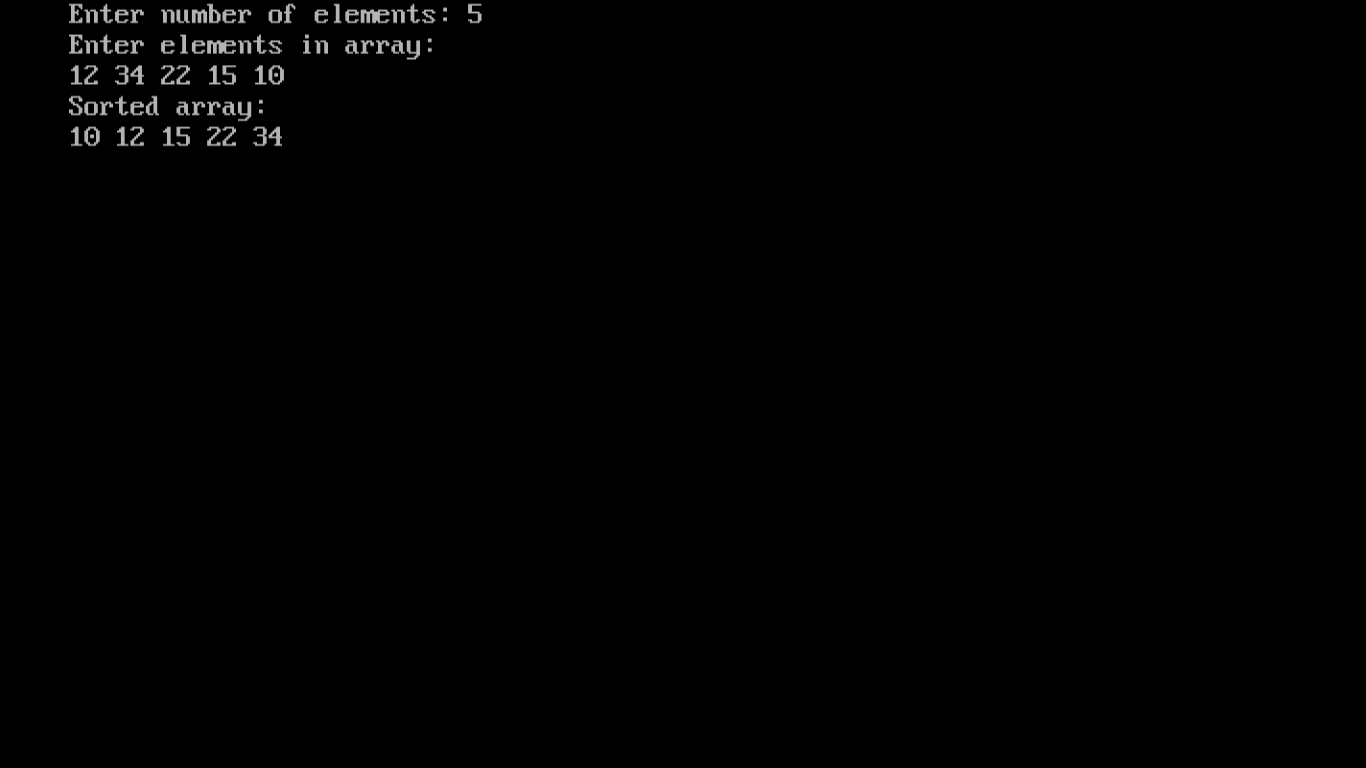 Enter number of elements: 5
Enter elements in array:
12 34 22 15 10
Sorted array:
10 12 15 22 34